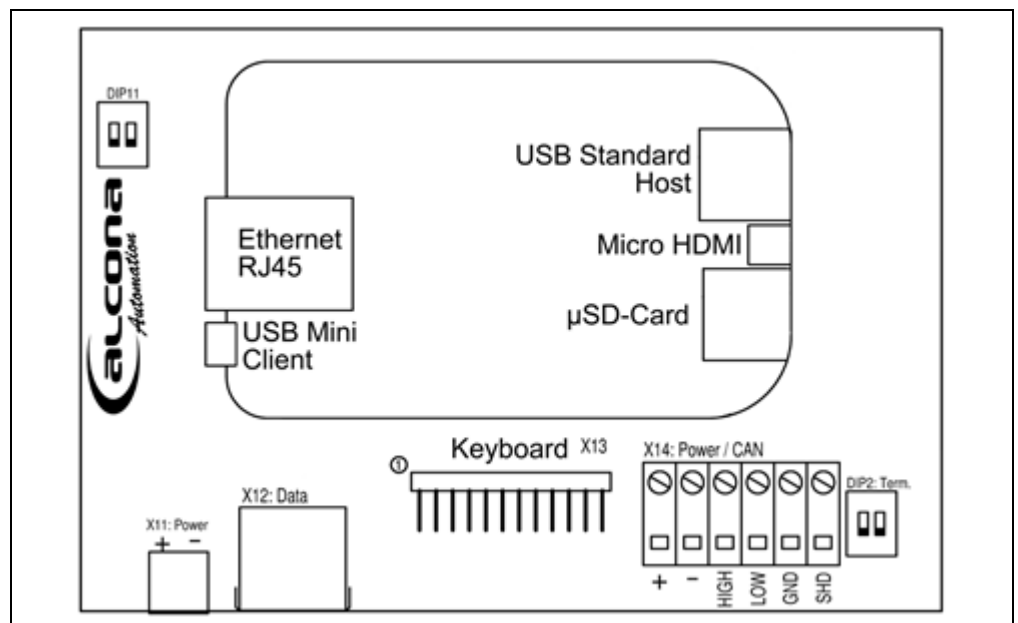 DIP11
alcona
Automation
USB Standard
Host
Ethernet
RJ45
Micro HDMI
µSD-Card
USB Mini
Client
Keyboard X13
1
X14: Power / CAN
DIP2: Term.
X12: Data
X11: Power
+ -
+ - HIGH LOW GND SHD